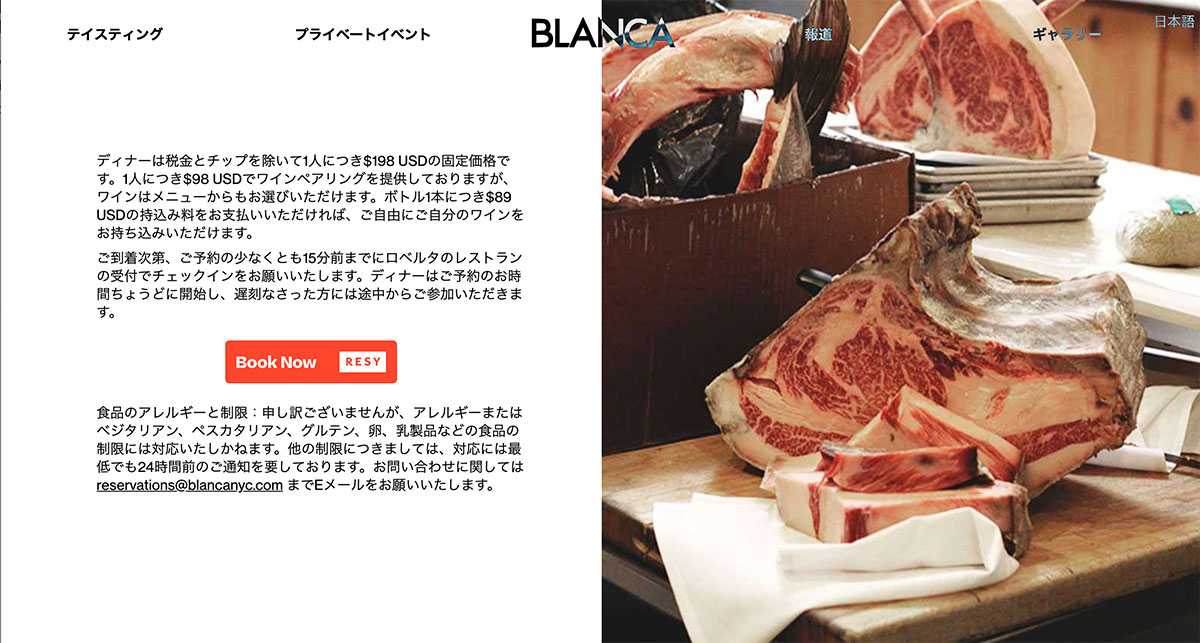 テイスティング
プライベートイベント
BLANCA
報道
ギャラリー
日本語
ディナーは税金とチップを除いて1人につき$198 USDの固定価格で
す。1人につき$98 USDでワインペアリングを提供しておりますが、
ワインはメニューからもお選びいただけます。ボトル1本につき$89
USDの持込み料をお支払いいただければ、ご自由にご自分のワインを
お持ち込みいただけます。
ご到着次第、ご予約の少なくとも15分前までにロベルタのレストラン
の受付でチェックインをお願いいたします。ディナーはご予約のお時
間ちょうどに開始し、遅刻なさった方には途中からご参加いただきま
す。
Book Now RESY
食品のアレルギーと制限：申し訳ございませんが、アレルギーまたは
ベジタリアン、ペスカタリアン、グルテン、卵、乳製品などの食品の
制限には対応いたしかねます。他の制限につきましては、対応には最
低でも24時間前のご通知を要しております。お問い合わせに関しては
reservations@blancanyc.com までEメールをお願いいたします。